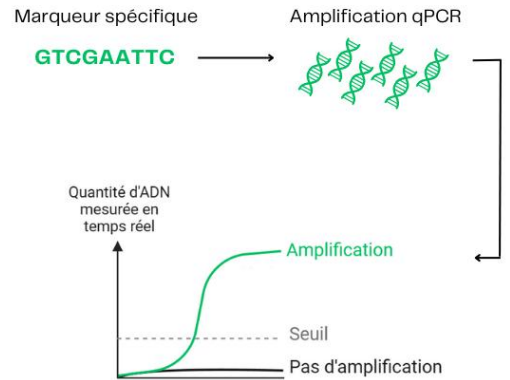 Marqueur spécifique
Amplification qPCR
GTCGAATTC
Quantité d'ADN
mesurée en
temps réel
Amplification
Seuil
Pas d'amplification